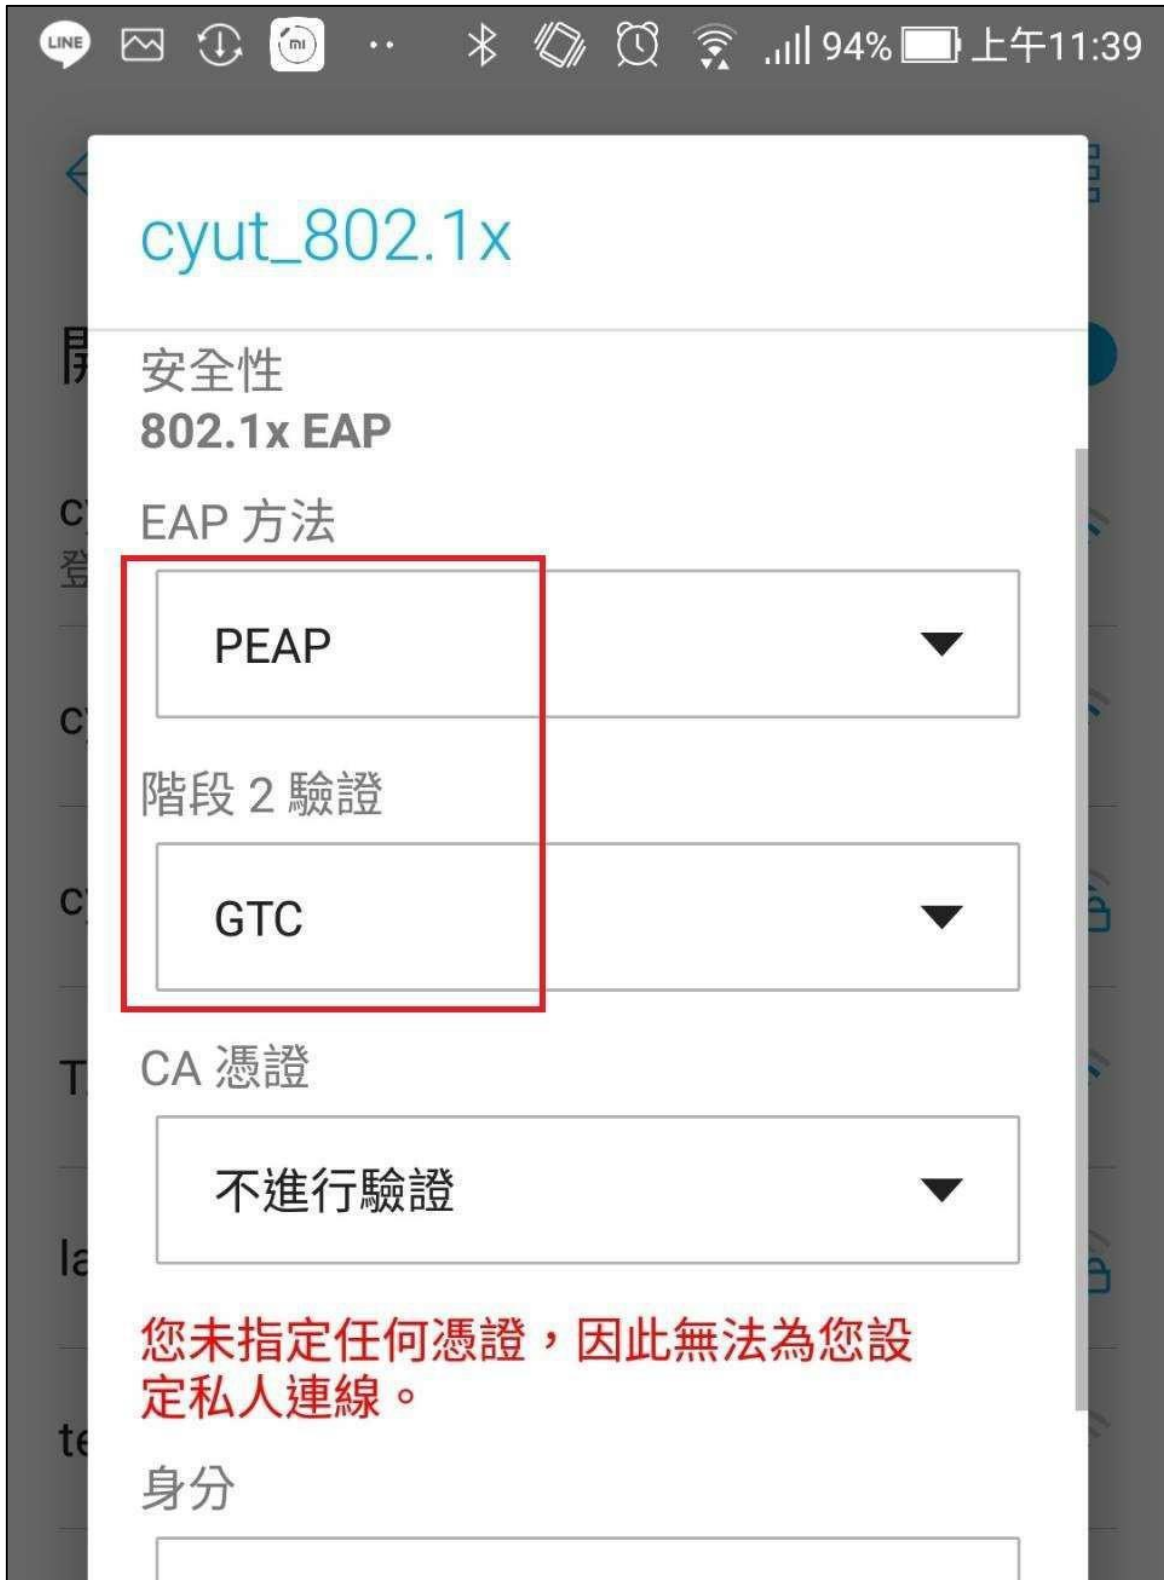 LINE
mi
94% 上午11:39
cyut_802.1x
安全性
802.1x EAP
EAP 方法
PEAP
階段 2 驗證
GTC
CA 憑證
不進行驗證
您未指定任何憑證，因此無法為您設
定私人連線。
身分